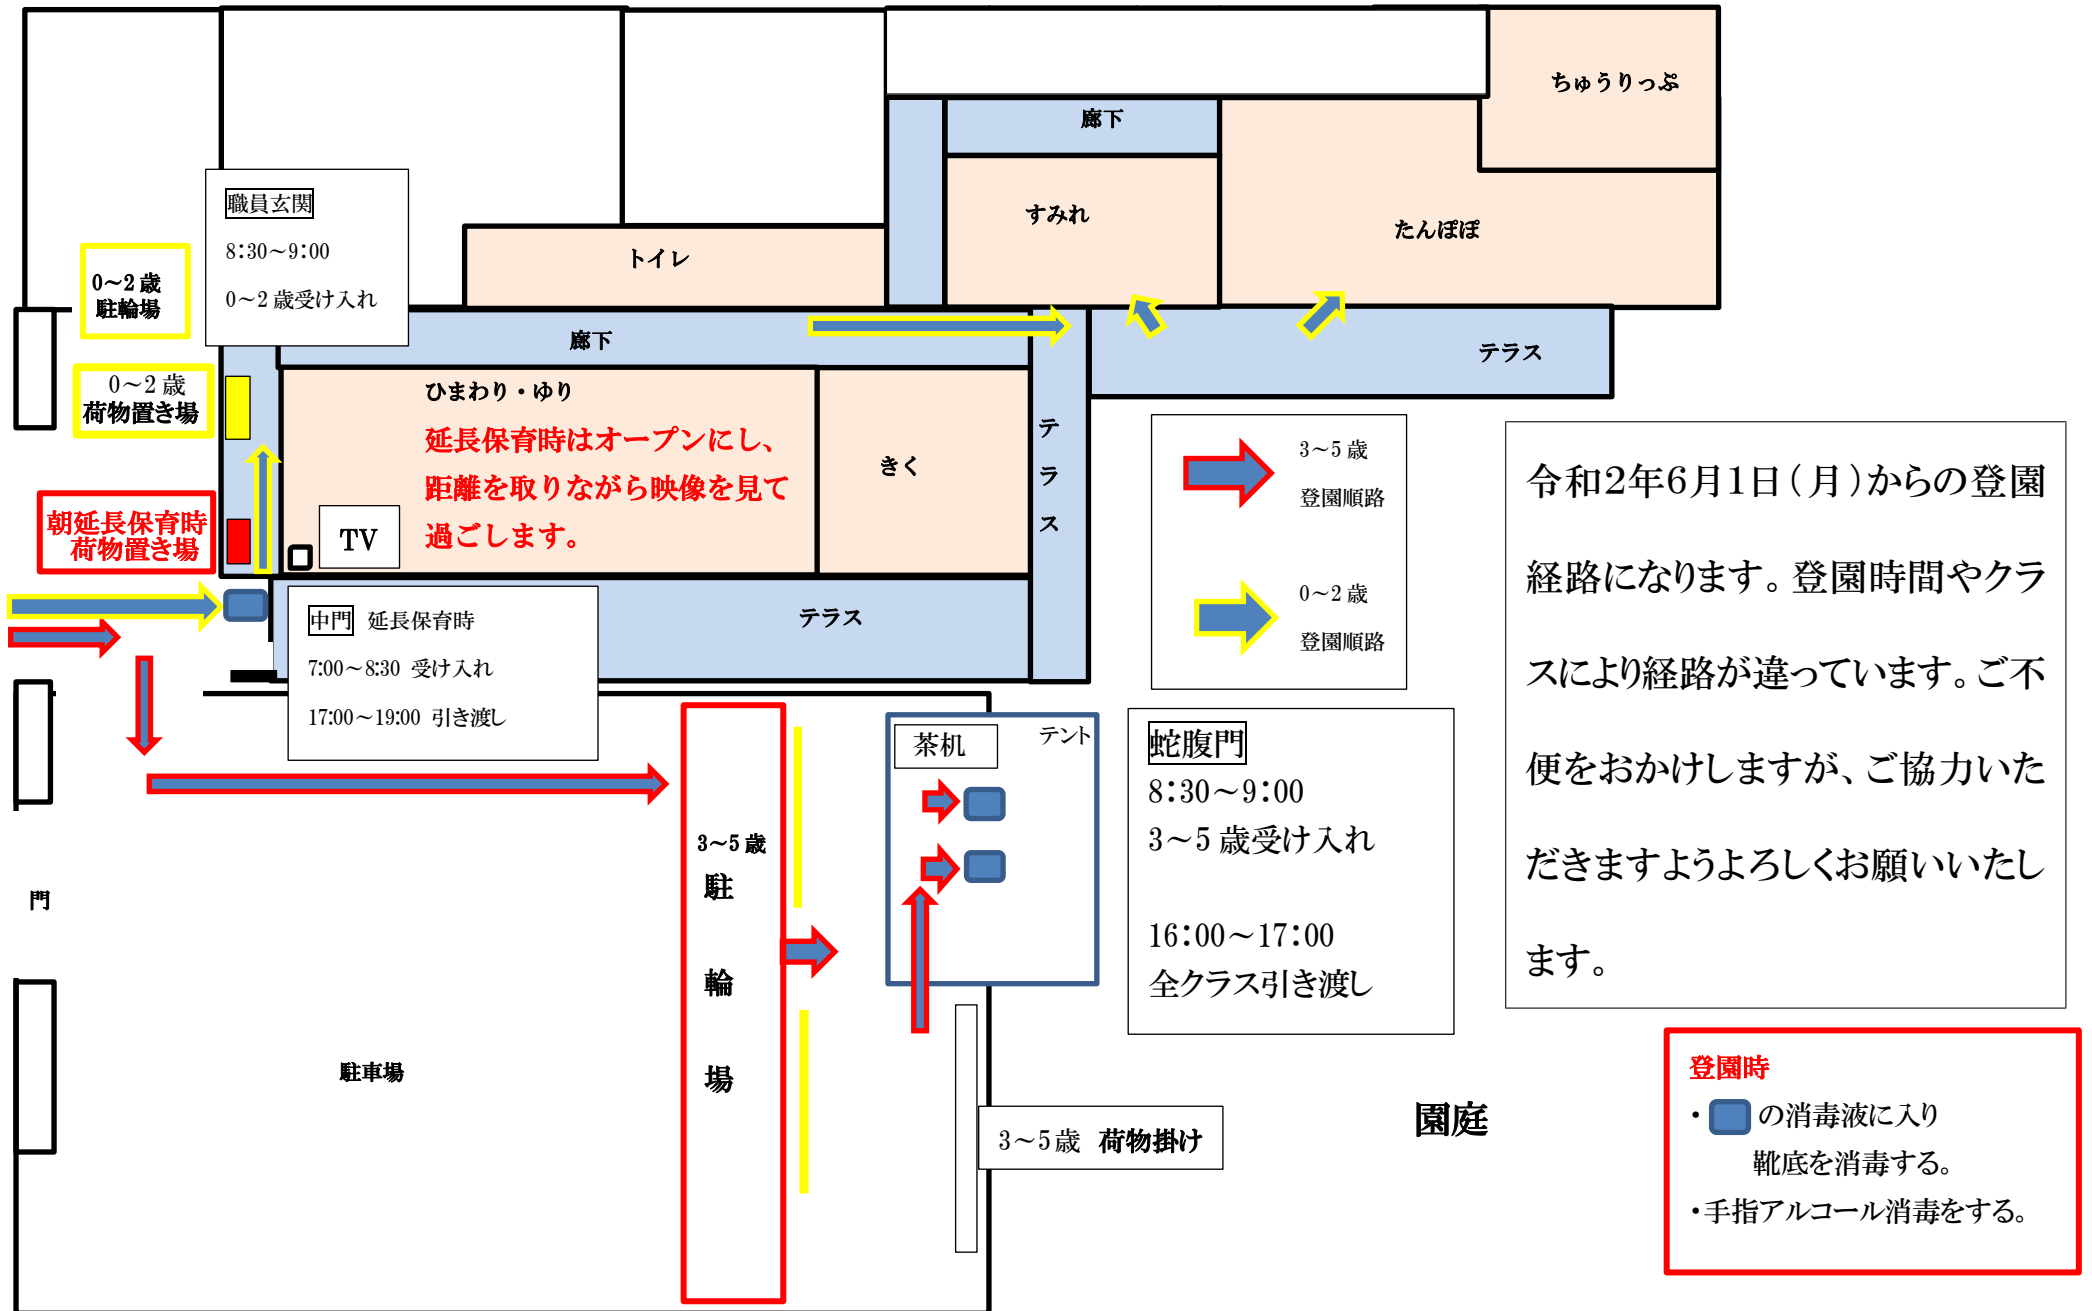 ちゅうりっぷ
廊下
すみれ
たんぽぽ
職員玄関
8:30～9:00
0～2歳受け入れ
トイレ
0～2歳
駐輪場
廊下
テラス
0～2歳
荷物置き場
ひまわり・ゆり
延長保育時はオープンにし、
距離を取りながら映像を見て
過ごします。
TV
きく
テラス
朝延長保育時
荷物置き場
3～5歳
登園順路
0～2歳
登園順路
令和2年6月1日(月)からの登園
経路になります。登園時間やクラ
スにより経路が違っています。ご不
便をおかけしますが、ご協力いた
だきますようよろしくお願いいたし
ます。
中門 延長保育時
7:00～8:30 受け入れ
17:00～19:00 引き渡し
テラス
茶机
テント
蛇腹門
8:30～9:00
3～5歳受け入れ
16:00～17:00
全クラス引き渡し
3～5歳
駐輪場
門
駐車場
3～5歳 荷物掛け
園庭
登園時
・の消毒液に入り
靴底を消毒する。
・手指アルコール消毒をする。